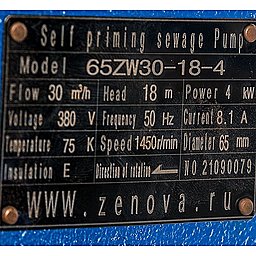 Self priming sewage Pump
Model 65ZW30-18-4
Flow 30 m³/h Head 18 m Power 4 kW
Voltage 380 V Frequency 50 Hz Current 8.1 A
Temperature 75 K Speed 1450r/min Diameter 65 mm
Insulation E Direction of rotation NO 21090079
WWW.zenova.ru